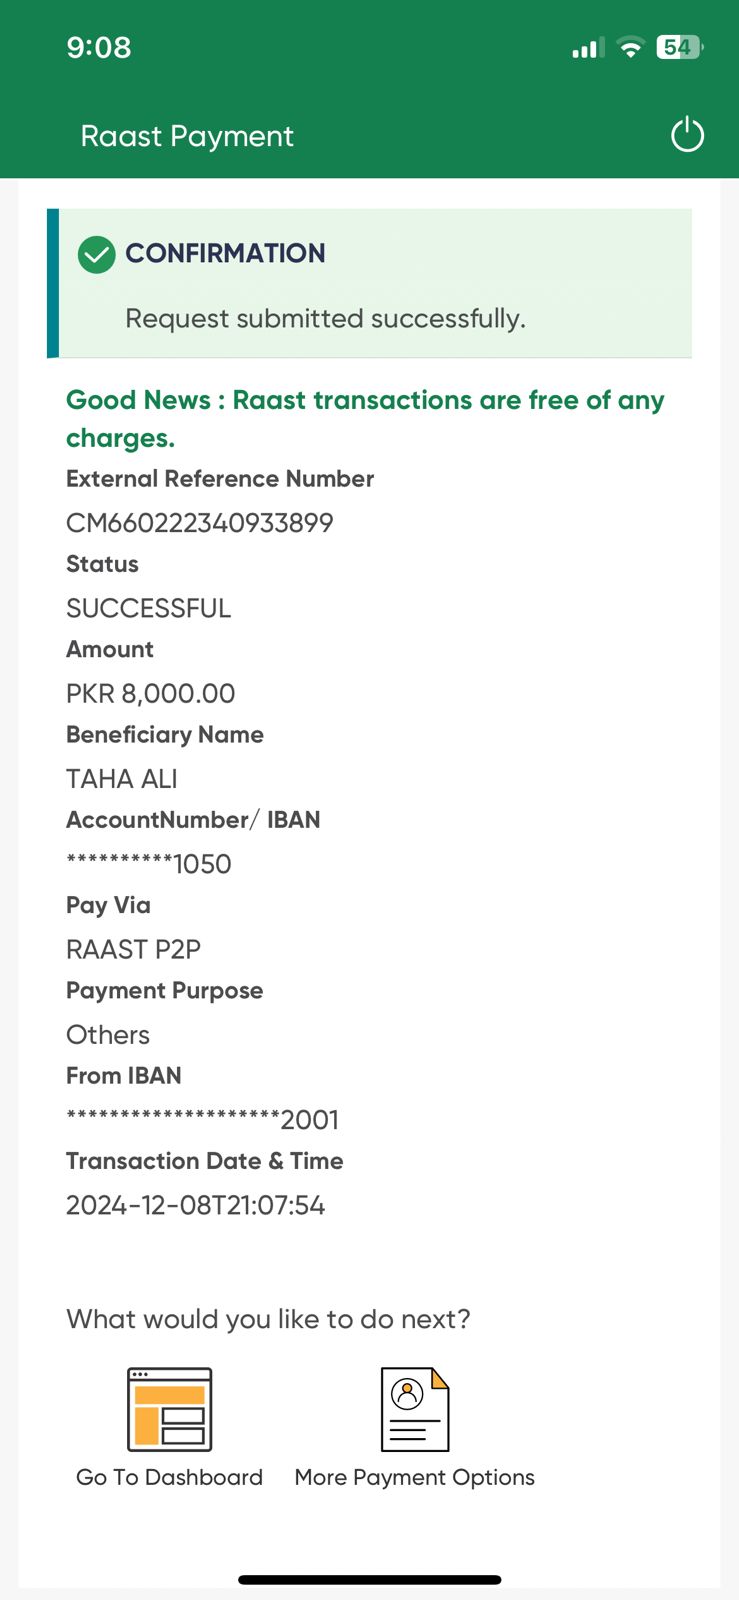 9:08
54
Raast Payment
CONFIRMATION
Request submitted successfully.
Good News : Raast transactions are free of any
charges.
External Reference Number
CM660222340933899
Status
SUCCESSFUL
Amount
PKR 8,000.00
Beneficiary Name
TAHA ALI
AccountNumber/ IBAN
**********1050
Pay Via
RAAST P2P
Payment Purpose
Others
From IBAN
********************2001
Transaction Date & Time
2024-12-08T21:07:54
What would you like to do next?
Go To Dashboard
More Payment Options